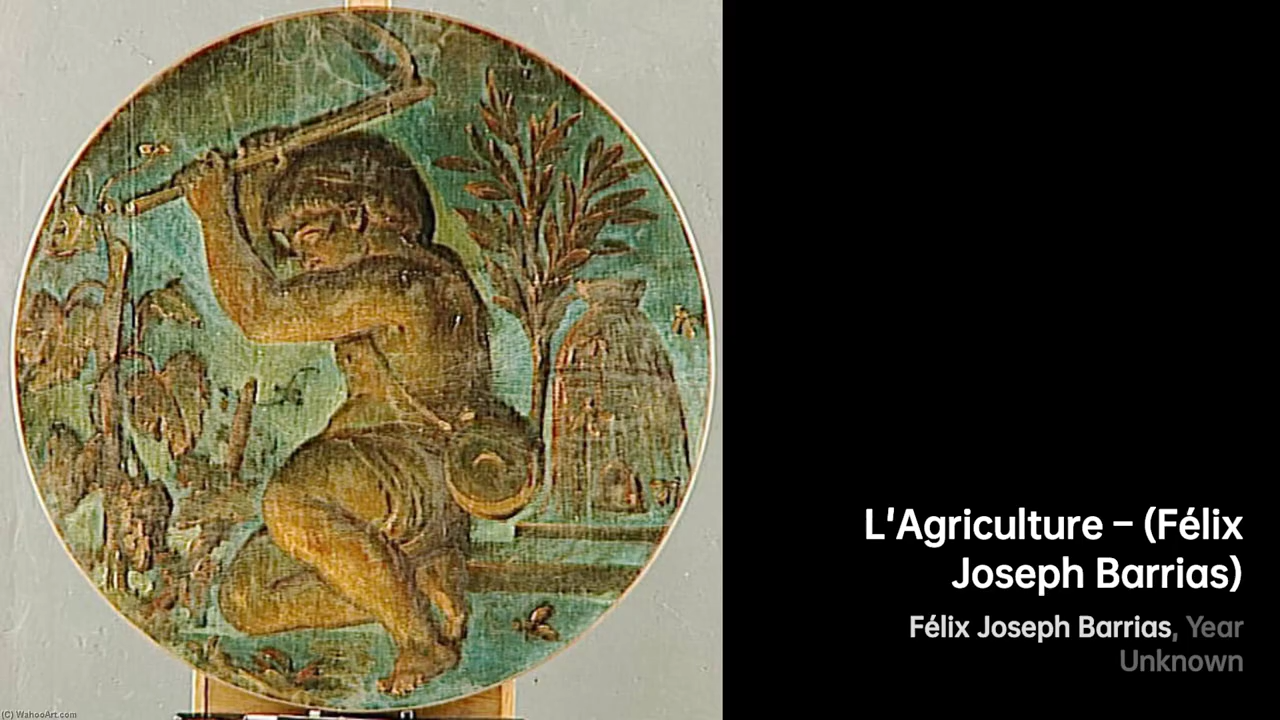 L'Agriculture – (Félix
Joseph Barrias)
Félix Joseph Barrias, Year
Unknown
(C) WahooArt.com